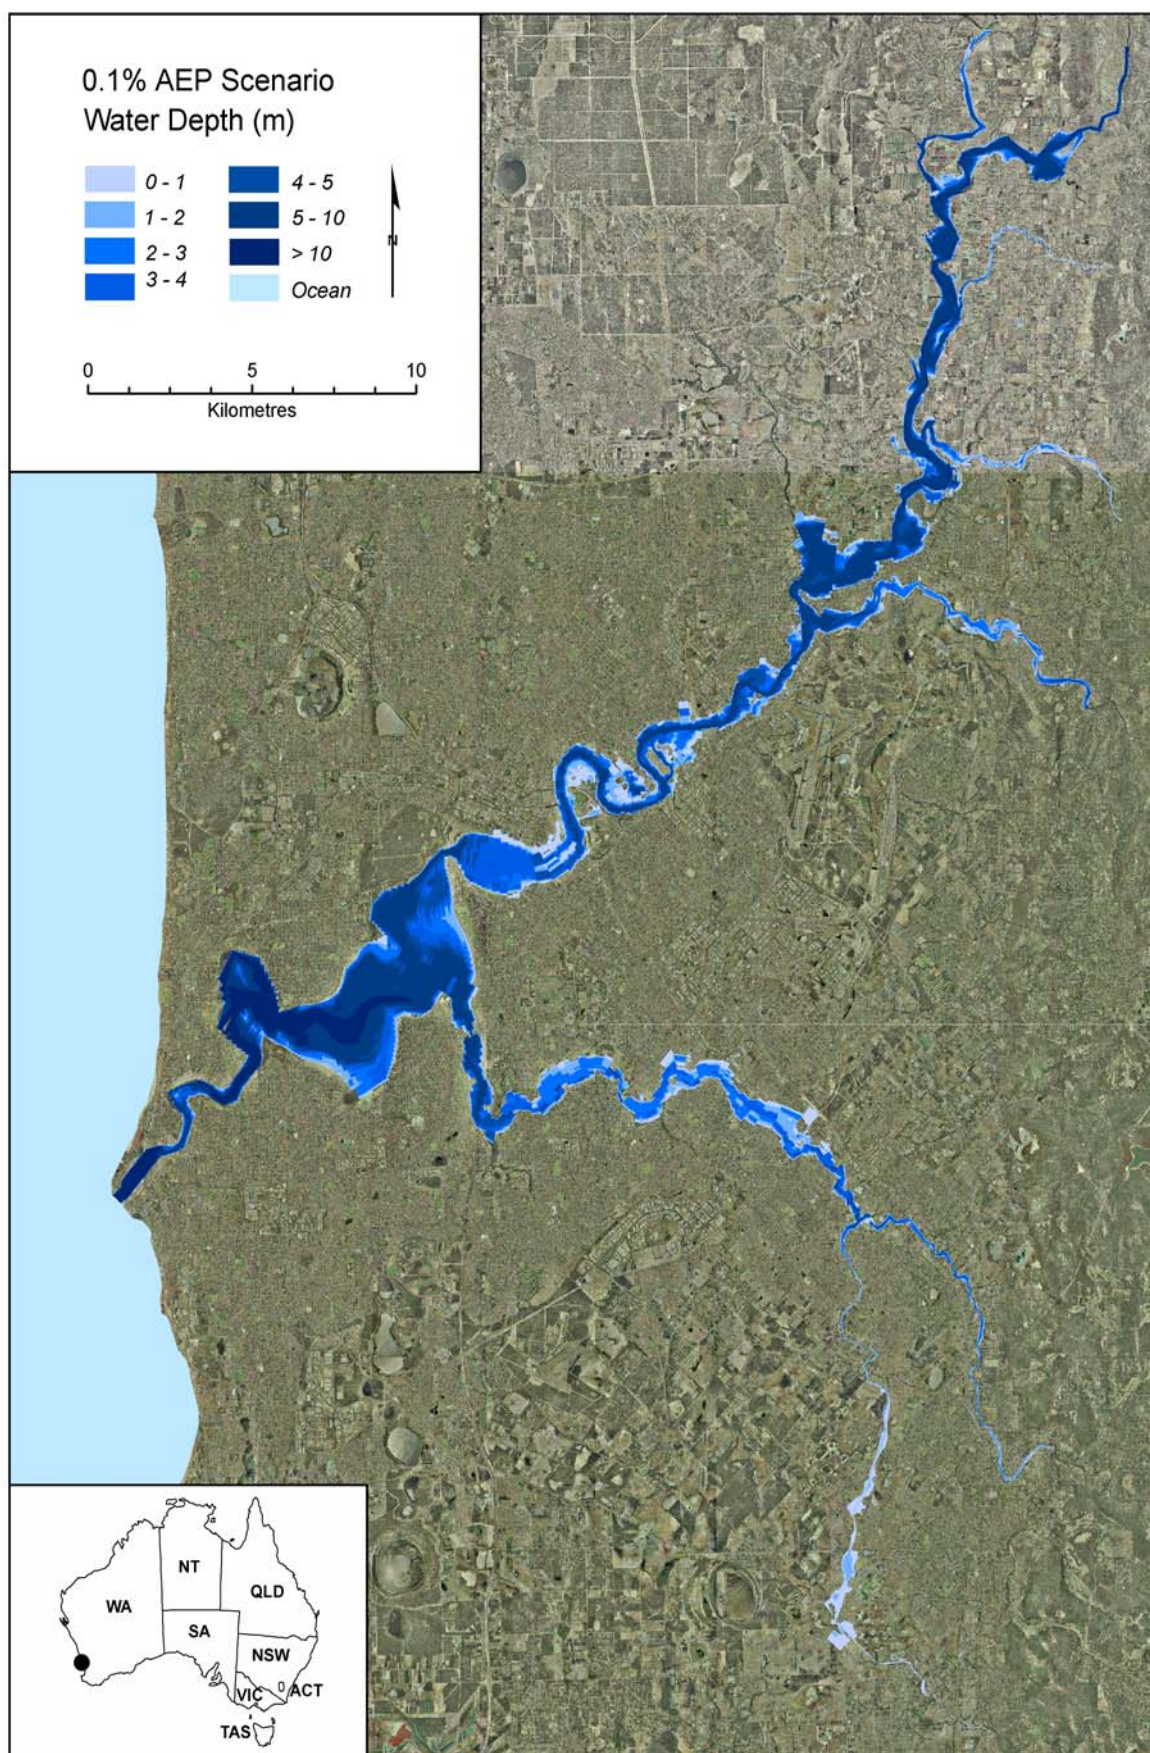 0.1% AEP Scenario
Water Depth (m)
0 - 1
1 - 2
2 - 3
3 - 4
4 - 5
5 - 10
> 10
Ocean
N
0 5 10
Kilometres
NT
WA
QLD
SA
NSW
VIC
ACT
TAS